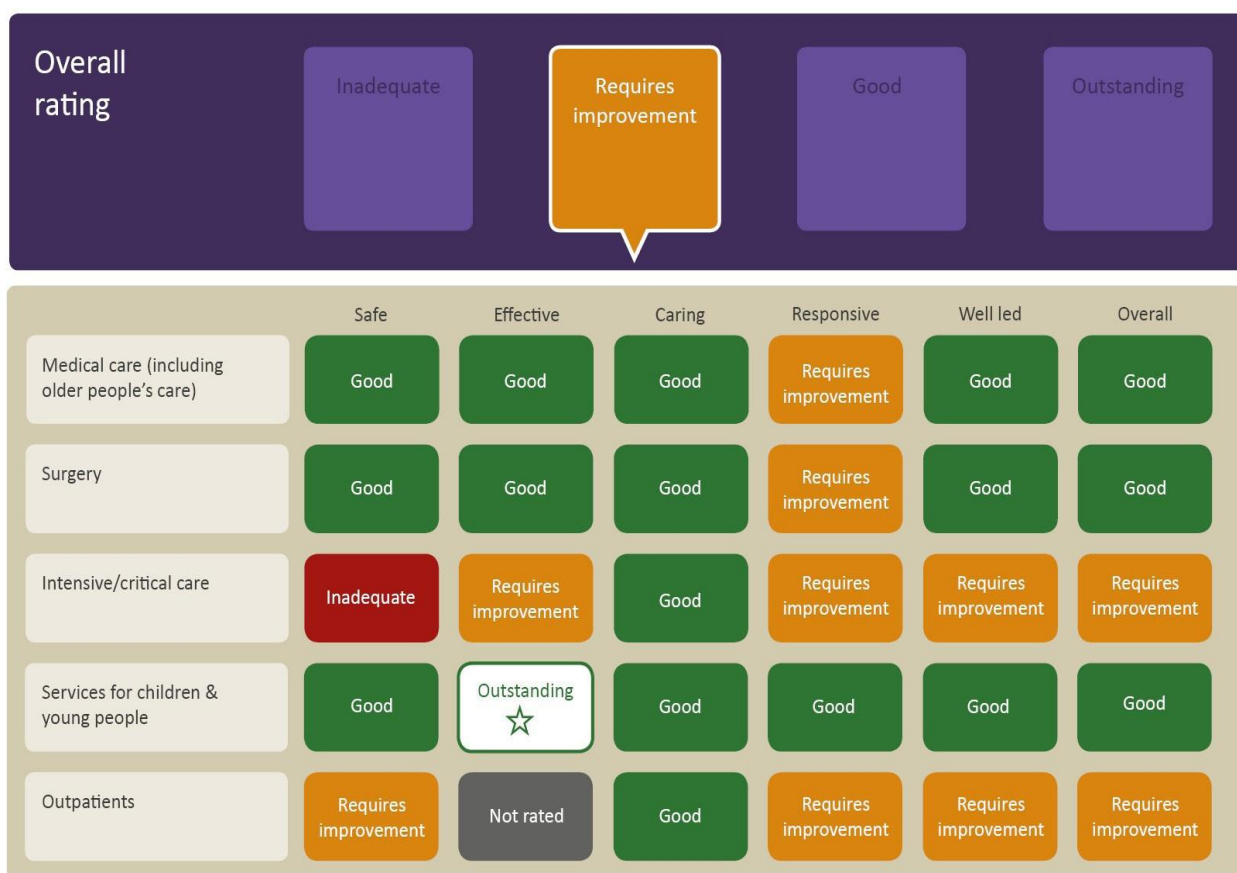 Overall
rating
Inadequate
Requires
improvement
Good
Outstanding
Safe Effective Caring Responsive Well led Overall
Medical care (including
older people’s care)
Good Good Good Requires
improvement Good Good
Surgery
Good Good Good Requires
improvement Good Good
Intensive/critical care
Inadequate Requires
improvement Good Requires
improvement Requires
improvement Requires
improvement
Services for children &
young people
Good Outstanding Good Good Good Good
Outpatients
Requires
improvement Not rated Good Requires
improvement Requires
improvement Requires
improvement